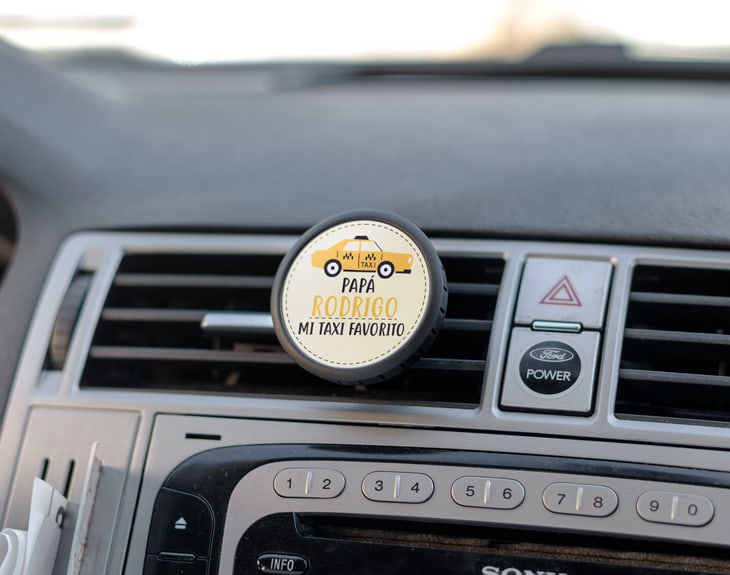 TAXI
PAPÁ
RODRIGO
MI TAXI FAVORITO
Ford
POWER
1 2
3 4
5 6
7 8
9 0
INFO
SONY